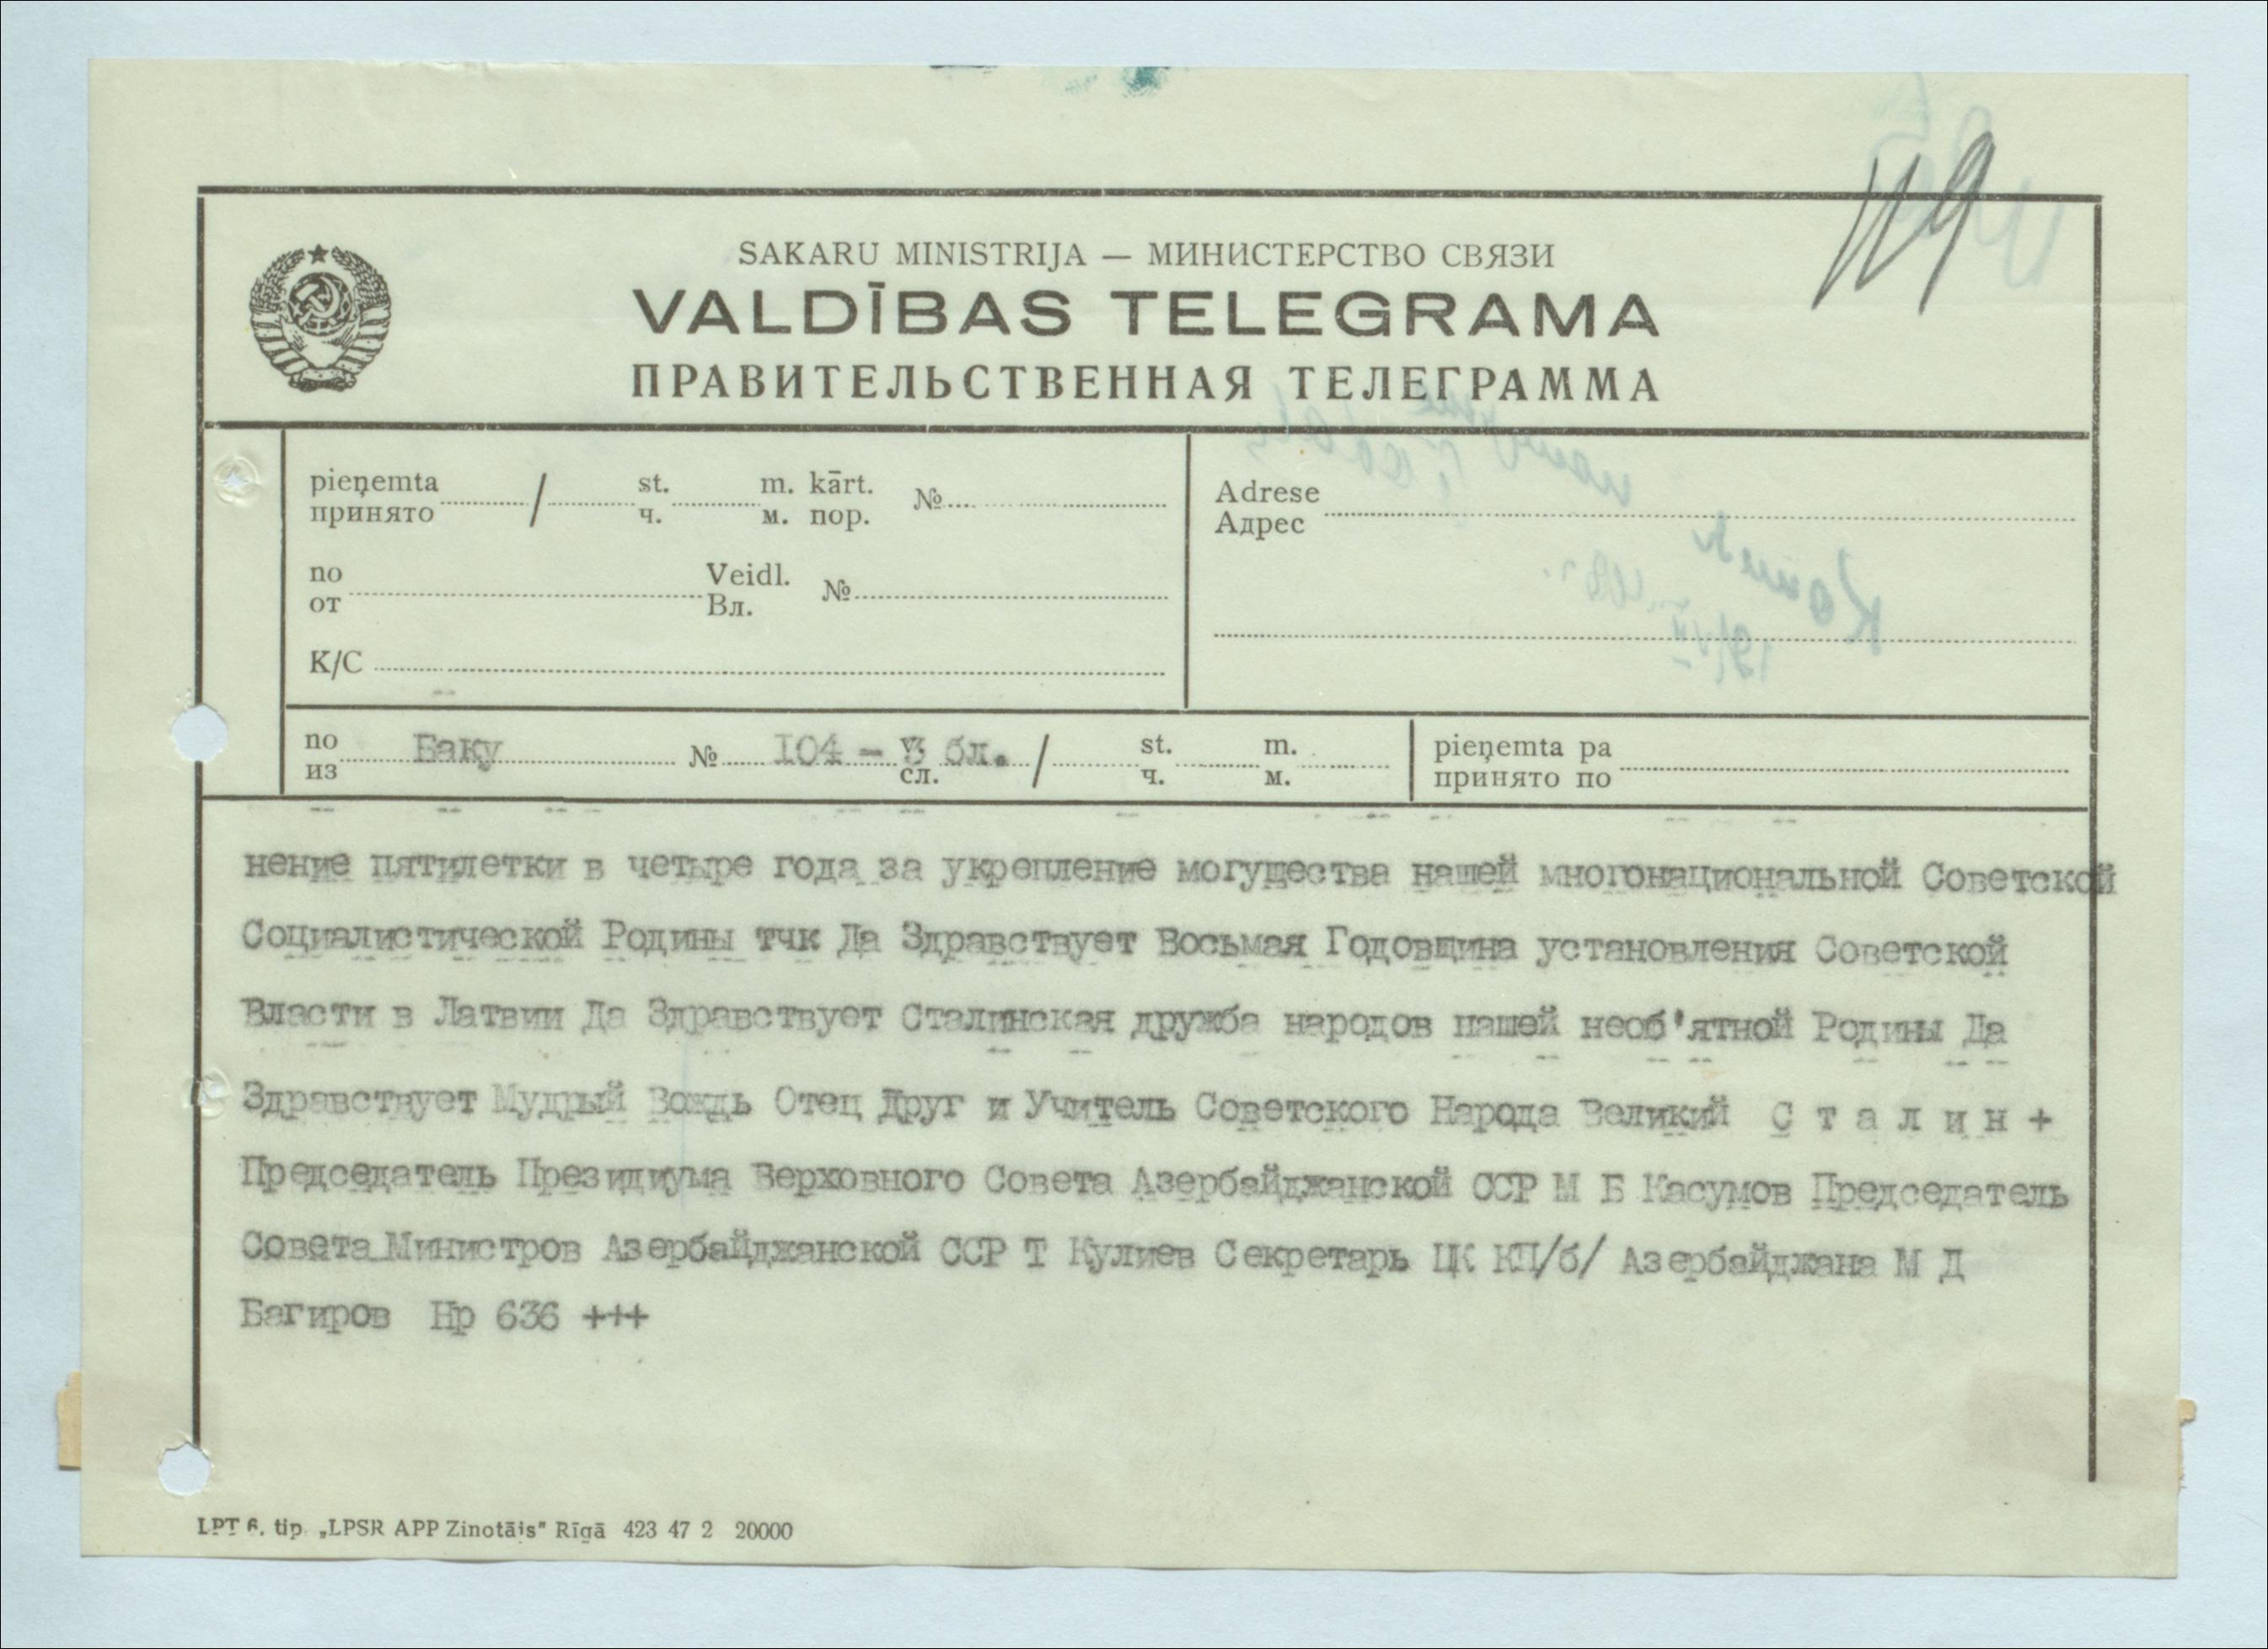 119
SAKARU MINISTRIJA — МИНИСТЕРСТВО СВЯЗИ
VALDĪBAS TELEGRAMA
ПРАВИТЕЛЬСТВЕННАЯ ТЕЛЕГРАММА
pieņemta / st. m. kārt. №
принято ч. м. пор.
no Veidl. №
от Вл.
K/C
Adrese
Адрес
no Баку № I04 - 3 бл. / st. m.
из сл. ч. м.
pieņemta pa
принято по
нение пятилетки в четыре года за укрепление могущества нашей многонациональной Советской
Социалистической Родины тчк Да Здравствует Восьмая Годовщина установления Советской
Власти в Латвии Да Здравствует Сталинская дружба народов нашей необ'ятной Родины Да
Здравствует Мудрый Вождь Отец Друг и Учитель Советского Народа Великий С т а л и н +
Председатель Президиума Верховного Совета Азербайджанской ССР М Б Касумов Председатель
Совета Министров Азербайджанской ССР Т Кулиев Секретарь ЦК КП/б/ Азербайджана М Д
Багиров Нр 636 +++
LPT 6. tip. „LPSR APP Zinotājs" Rīgā 423 47 2 20000